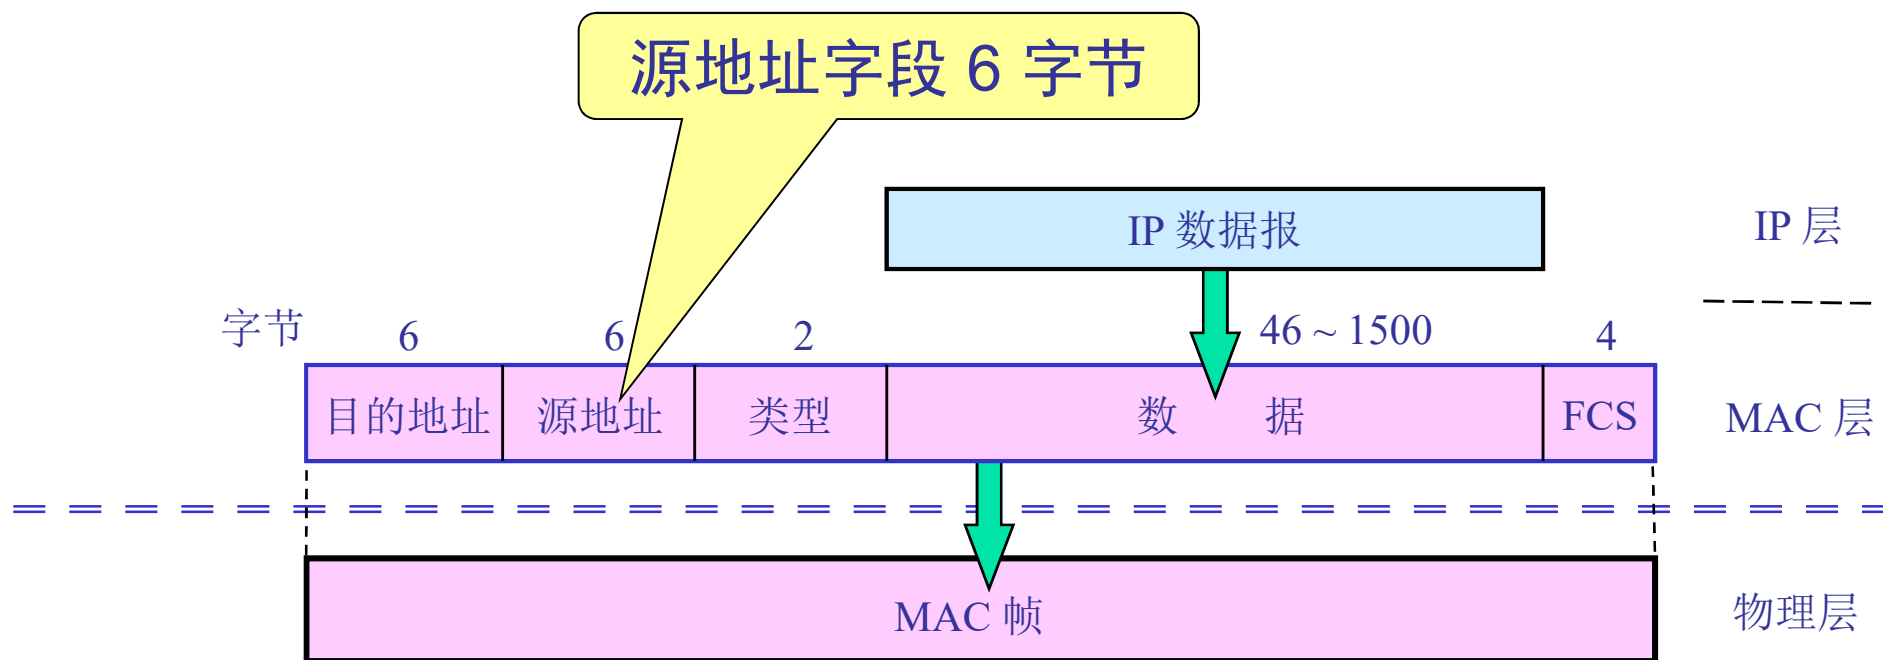 源地址字段 6 字节
IP 数据报
IP 层
字节 6 6 2 46 ~ 1500 4
目的地址 源地址 类型 数 据 FCS MAC 层
MAC 帧 物理层